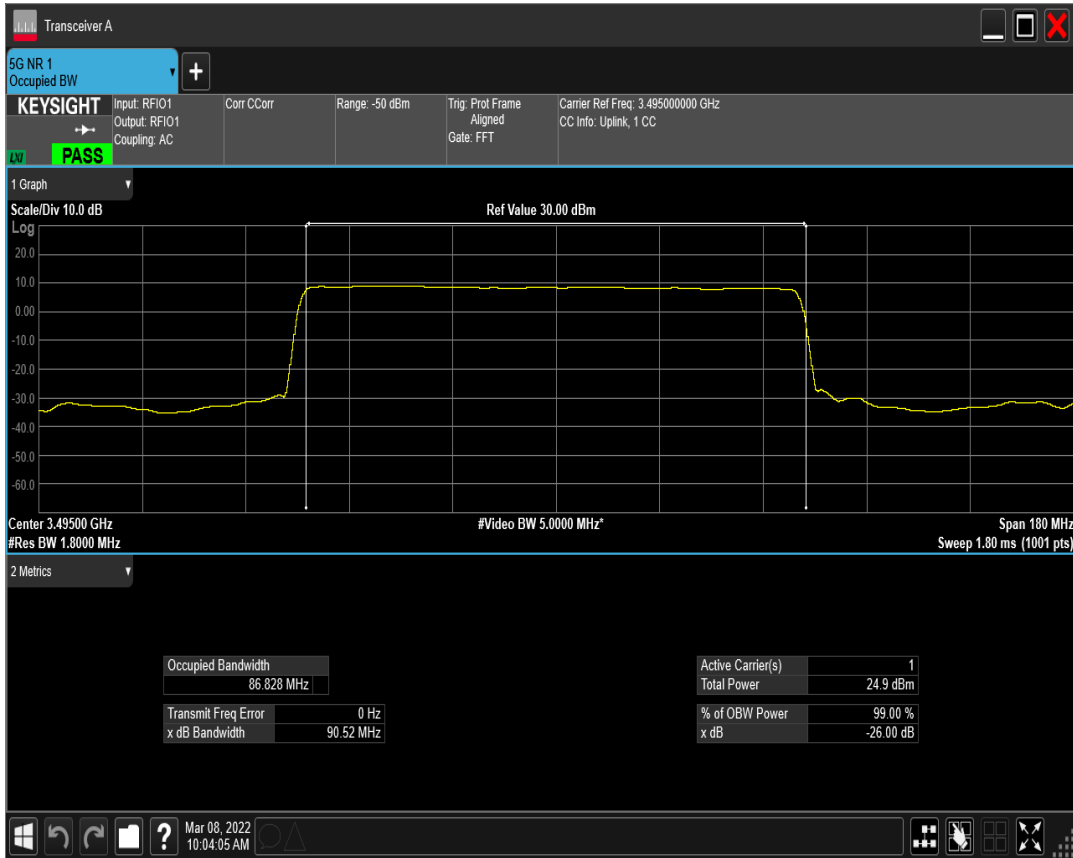 Transceiver A
5G NR 1
Occupied BW
+
KEYSIGHT
LXI
PASS
Input: RFIO1
Output: RFIO1
Coupling: AC
Corr CCorr
Range: -50 dBm
Trig: Prot Frame
Aligned
Gate: FFT
Carrier Ref Freq: 3.495000000 GHz
CC Info: Uplink, 1 CC
1 Graph
Scale/Div 10.0 dB
Ref Value 30.00 dBm
Log
20.0
10.0
0.00
-10.0
-20.0
-30.0
-40.0
-50.0
-60.0
Center 3.49500 GHz
#Video BW 5.0000 MHz*
Span 180 MHz
#Res BW 1.8000 MHz
Sweep 1.80 ms (1001 pts)
2 Metrics
Occupied Bandwidth
86.828 MHz
Transmit Freq Error 0 Hz
x dB Bandwidth 90.52 MHz
Active Carrier(s) 1
Total Power 24.9 dBm
% of OBW Power 99.00 %
x dB -26.00 dB
?
Mar 08, 2022
10:04:05 AM